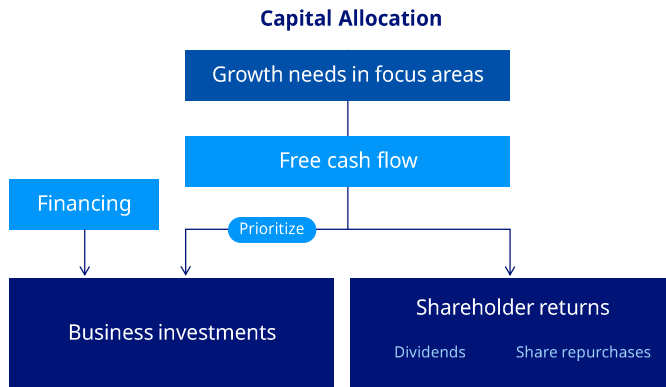 Capital Allocation
Growth needs in focus areas
Free cash flow
Financing
Prioritize
Business investments
Shareholder returns
Dividends
Share repurchases